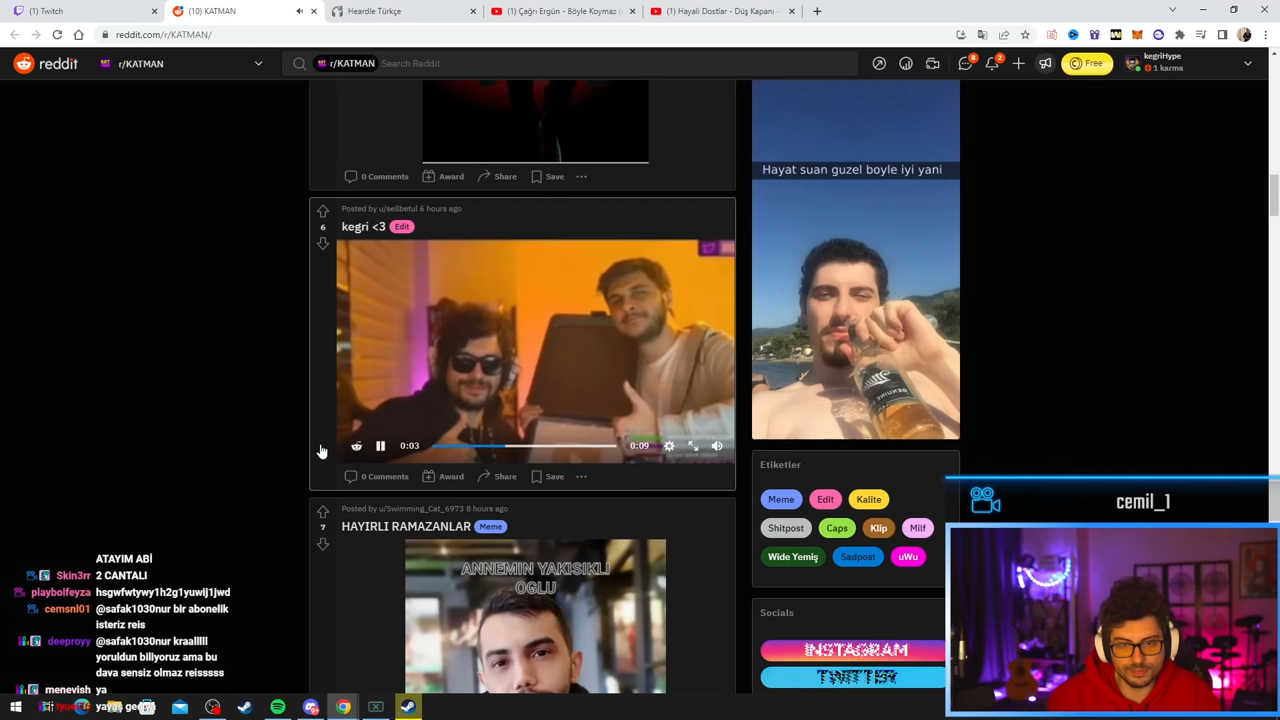 (1) Twitch
(10) KATMAN
Heardle Türkçe
(1) Çağrı Ergün - Böyle Koymaz (
(1) Hayali Dostlar - Düş Kapanı -
reddit.com/r/KATMAN/
reddit
r/KATMAN
r/KATMAN
Search Reddit
8
2
Free
kegriHype
1 karma
0 Comments
Award
Share
Save
Hayat suan guzel boyle iyi yani
Posted by u/sellbetul 6 hours ago
6
kegri <3
Edit
0:03
0:09
0 Comments
Award
Share
Save
Etiketler
Meme
Edit
Kalite
Shitpost
Caps
Klip
Milf
Wide Yemiş
Sadpost
uWu
Posted by u/Swimming_Cat_6973 8 hours ago
7
HAYIRLI RAMAZANLAR
Meme
ANNEMIN YAKISIKLI
OGLU
Socials
INSTAGRAM
TWITTER
cemil_1
ATAYIM ABİ
Skin3rr 2 CANTALI
playboifeyza hsgwfwtywy1h2g1yuwij1jwd
cemsnl01 @safak1030nur bir abonelik
isteriz reis
deeproyy @safak1030nur kraalllll
yoruldun biliyoruz ama bu
dava sensiz olmaz reisssss
menevish ya